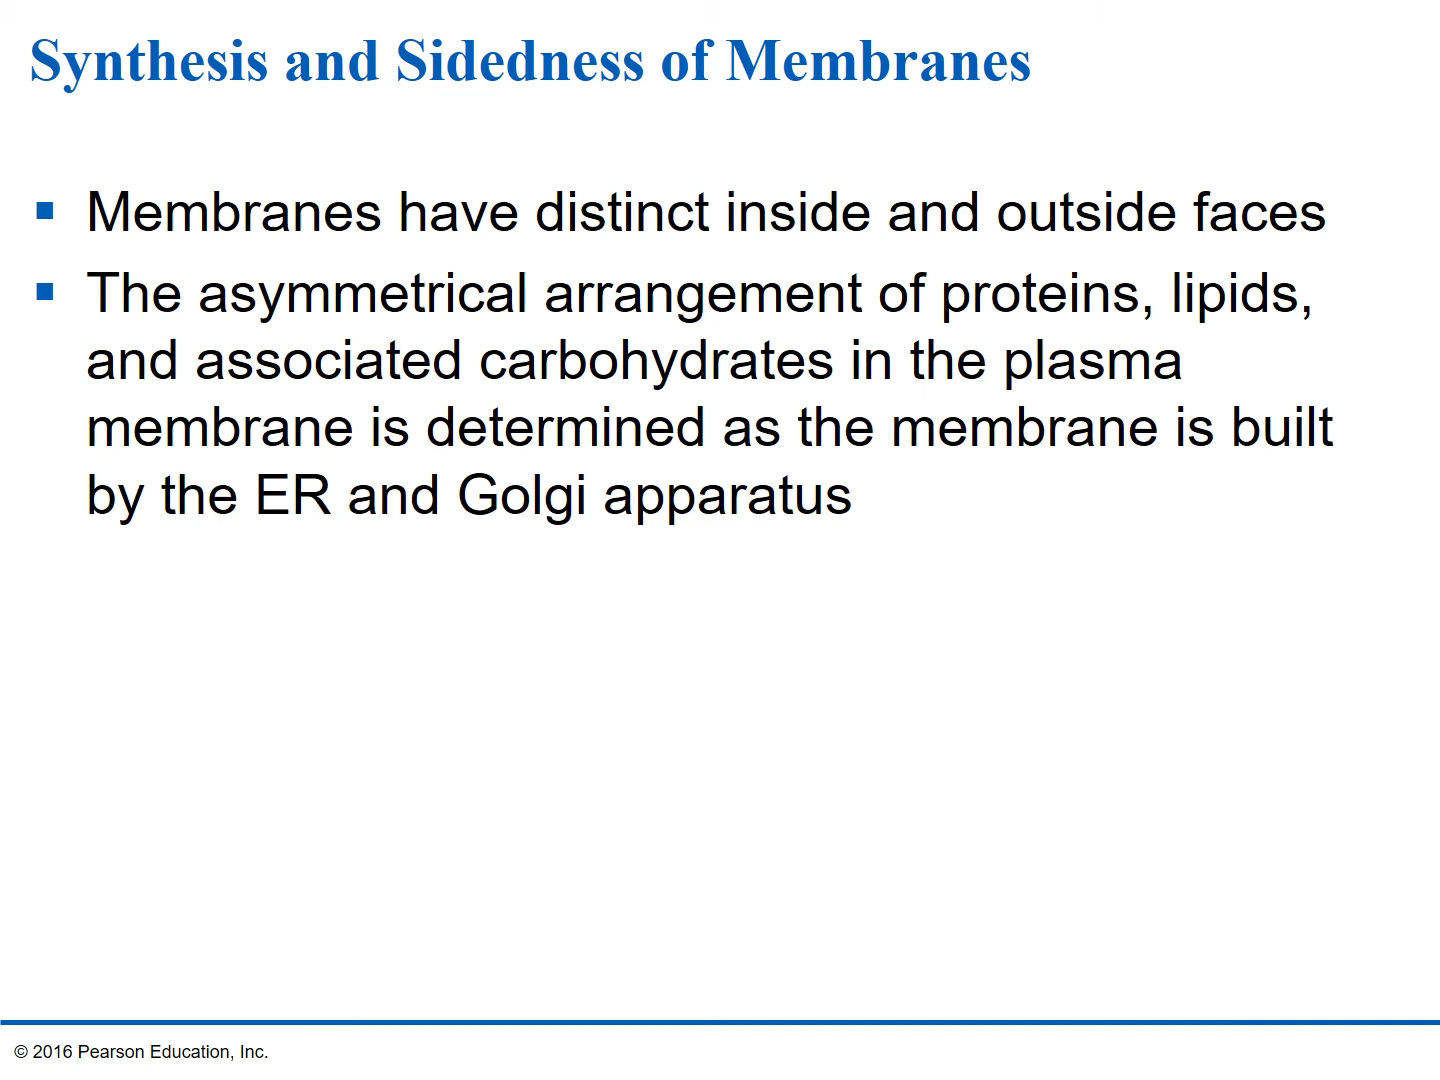 Synthesis and Sidedness of Membranes
Membranes have distinct inside and outside faces
The asymmetrical arrangement of proteins, lipids,
and associated carbohydrates in the plasma
membrane is determined as the membrane is built
by the ER and Golgi apparatus
© 2016 Pearson Education, Inc.